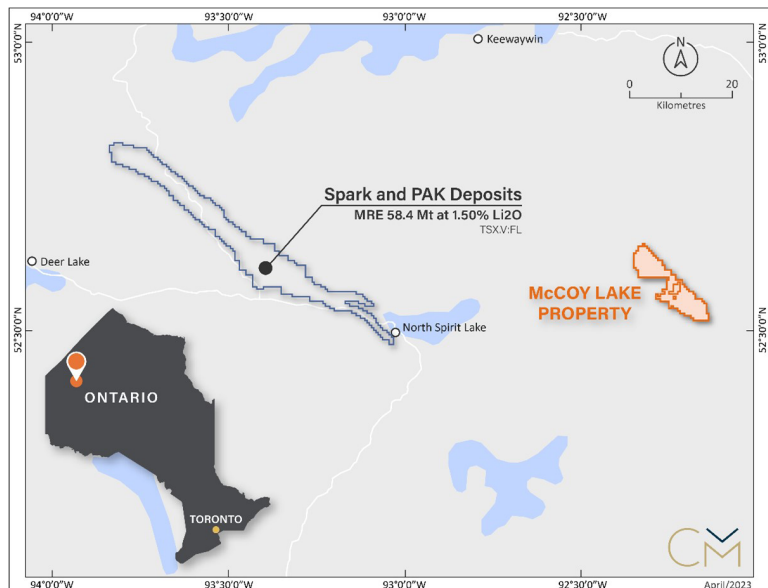 94°0'0"W
93°30'0"W
93°0'0"W
92°30'0"W
53°0'0"N
53°0'0"N
Keewaywin
N
0
20
Kilometres
Spark and PAK Deposits
MRE 58.4 Mt at 1.50% Li2O
TSX.V:FL
Deer Lake
McCOY LAKE
PROPERTY
North Spirit Lake
52°30'0"N
52°30'0"N
ONTARIO
TORONTO
CM
94°0'0"W
93°30'0"W
93°0'0"W
92°30'0"W
April/2023